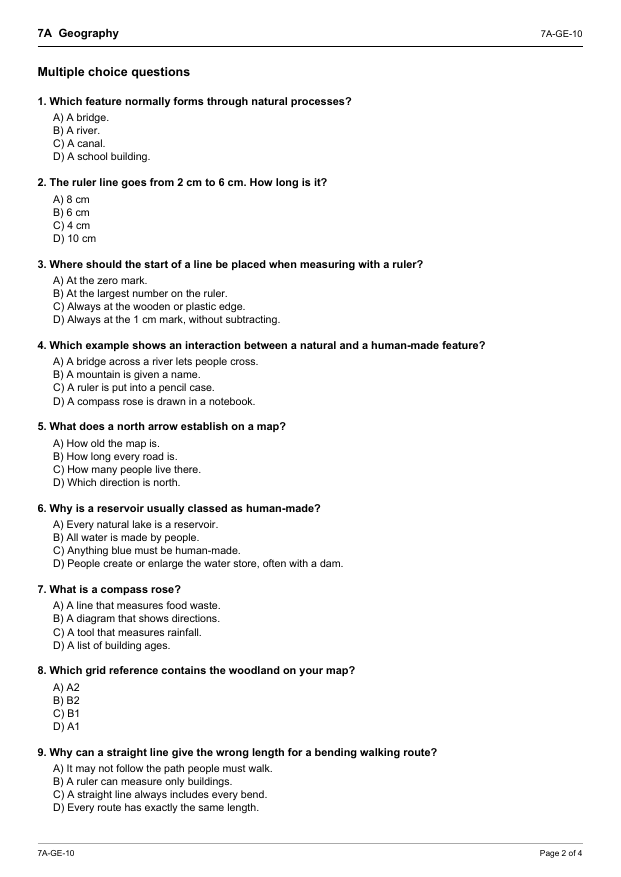 7A Geography
7A-GE-10
Multiple choice questions
1. Which feature normally forms through natural processes?
A) A bridge.
B) A river.
C) A canal.
D) A school building.
2. The ruler line goes from 2 cm to 6 cm. How long is it?
A) 8 cm
B) 6 cm
C) 4 cm
D) 10 cm
3. Where should the start of a line be placed when measuring with a ruler?
A) At the zero mark.
B) At the largest number on the ruler.
C) Always at the wooden or plastic edge.
D) Always at the 1 cm mark, without subtracting.
4. Which example shows an interaction between a natural and a human-made feature?
A) A bridge across a river lets people cross.
B) A mountain is given a name.
C) A ruler is put into a pencil case.
D) A compass rose is drawn in a notebook.
5. What does a north arrow establish on a map?
A) How old the map is.
B) How long every road is.
C) How many people live there.
D) Which direction is north.
6. Why is a reservoir usually classed as human-made?
A) Every natural lake is a reservoir.
B) All water is made by people.
C) Anything blue must be human-made.
D) People create or enlarge the water store, often with a dam.
7. What is a compass rose?
A) A line that measures food waste.
B) A diagram that shows directions.
C) A tool that measures rainfall.
D) A list of building ages.
8. Which grid reference contains the woodland on your map?
A) A2
B) B2
C) B1
D) A1
9. Why can a straight line give the wrong length for a bending walking route?
A) It may not follow the path people must walk.
B) A ruler can measure only buildings.
C) A straight line always includes every bend.
D) Every route has exactly the same length.
7A-GE-10
Page 2 of 4